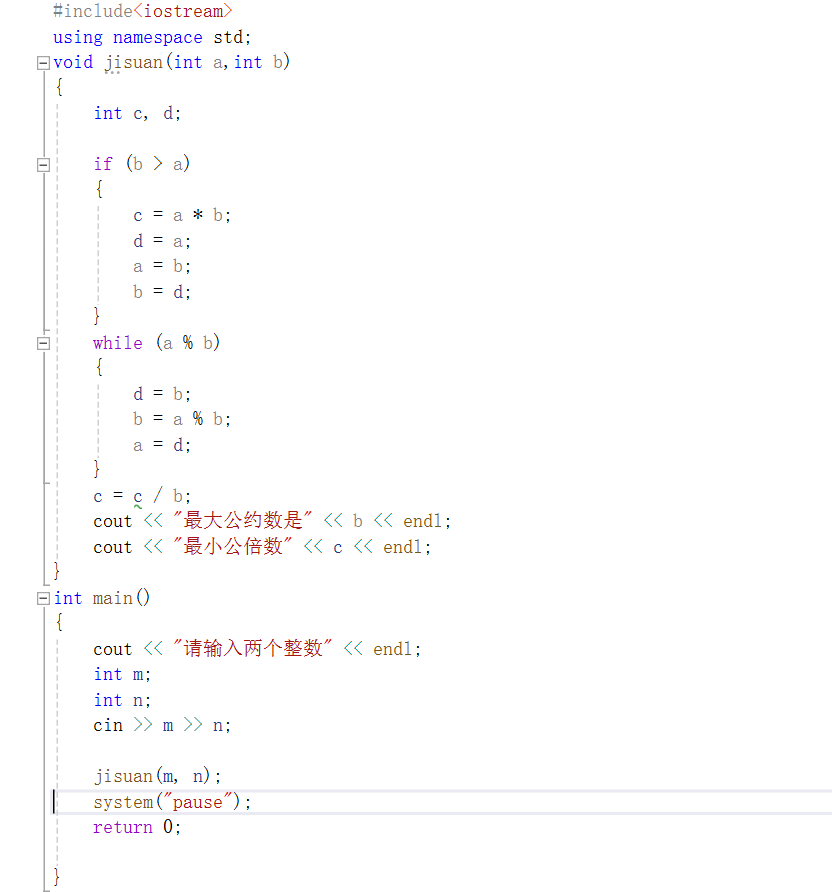 #include<iostream>
using namespace std;
void jisuan(int a,int b)
{
int c, d;
if (b > a)
{
c = a * b;
d = a;
a = b;
b = d;
}
while (a % b)
{
d = b;
b = a % b;
a = d;
}
c = c / b;
cout << "最大公约数是" << b << endl;
cout << "最小公倍数" << c << endl;
}
int main()
{
cout << "请输入两个整数" << endl;
int m;
int n;
cin >> m >> n;
jisuan(m, n);
system("pause");
return 0;
}